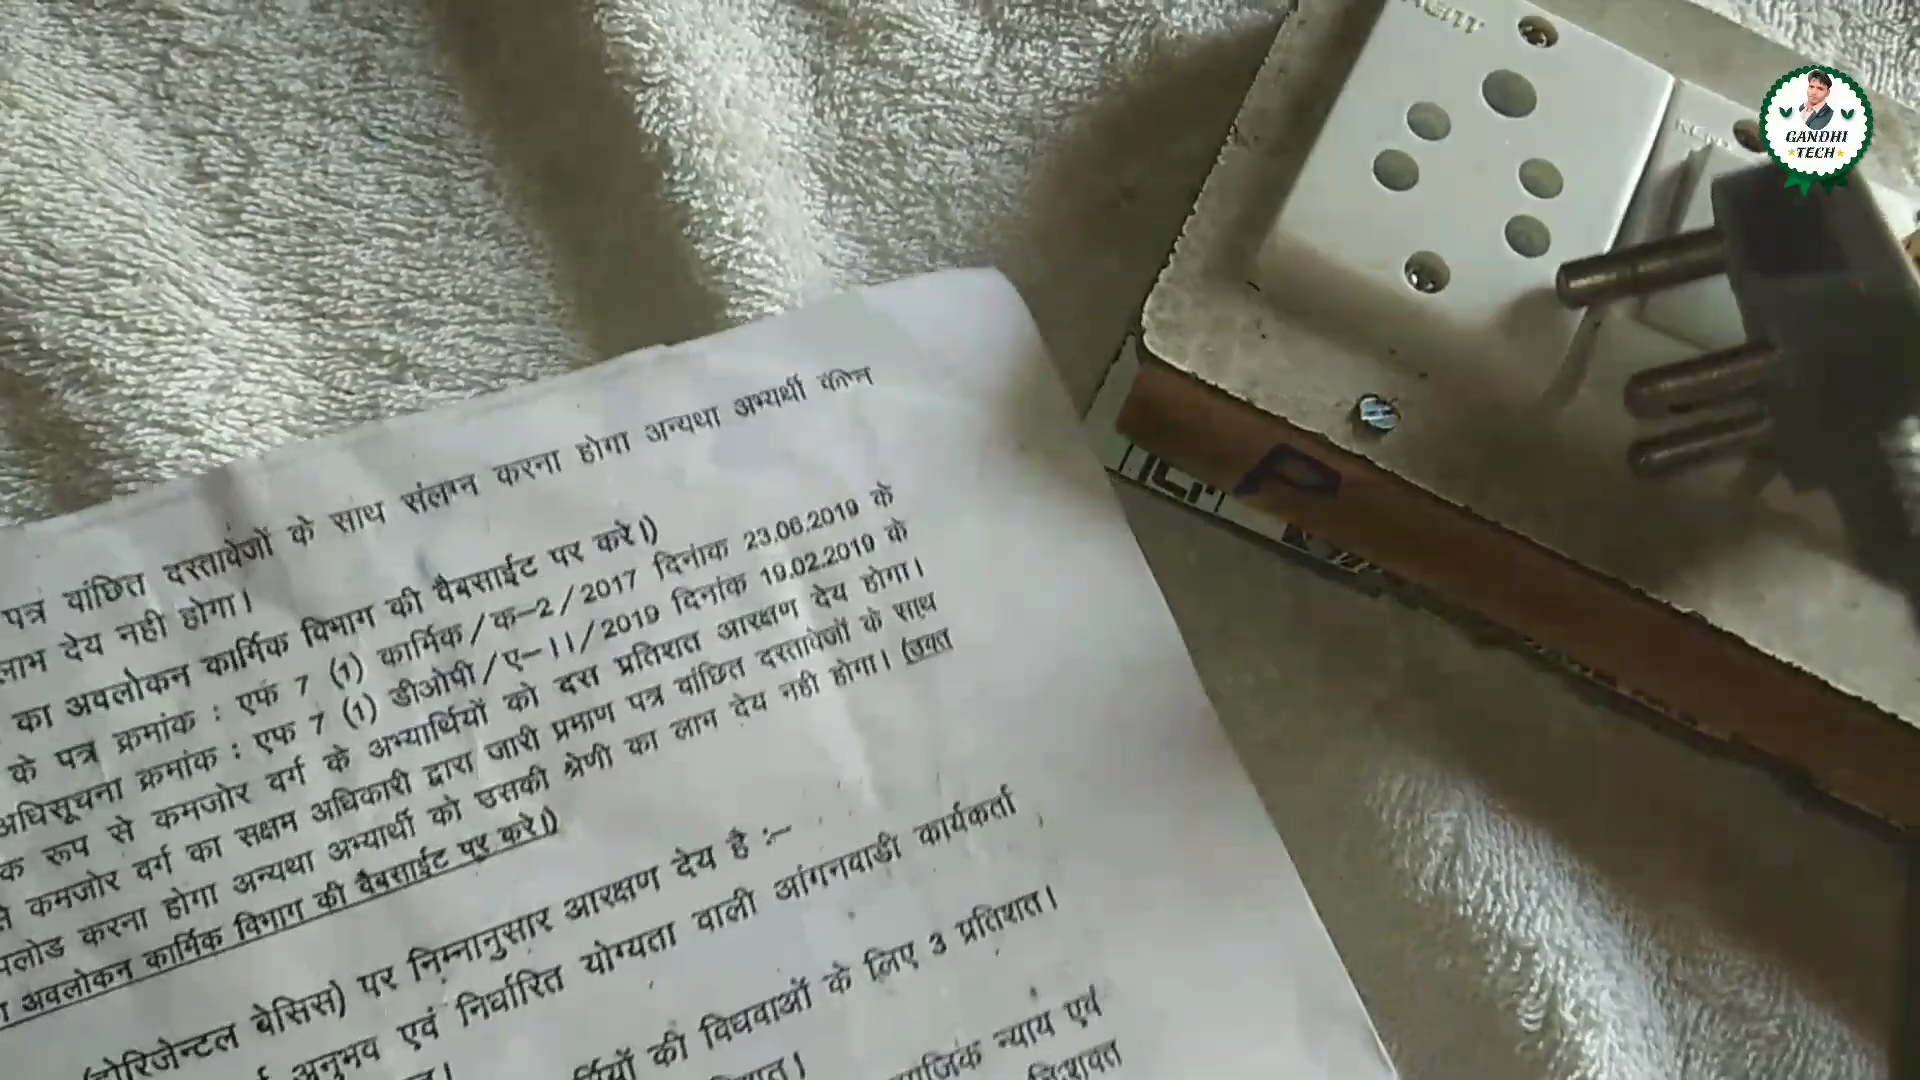 पत्र वांछित दस्तावेजों के साथ संलग्न करना होगा अन्यथा अभ्यर्थी
लाभ देय नही होगा।
का अवलोकन कार्मिक विभाग की वैबसाईट पर करे।)
के पत्र क्रमांक : एफ 7 (1) कार्मिक/क-2/2017 दिनांक 23.06.2019 के
अधिसूचना क्रमांक : एफ 7 (1) डीओपी/ए-11/2019 दिनांक 19.02.2019 के
क रूप से कमजोर वर्ग के अभ्यार्थियों को दस प्रतिशत आरक्षण देय होगा।
से कमजोर वर्ग का सक्षम अधिकारी द्वारा जारी प्रमाण पत्र वांछित दस्तावेजों के साथ
पलोड करना होगा अन्यथा अभ्यार्थी को उसकी श्रेणी का लाभ देय नही होगा। (उक्त
अवलोकन कार्मिक विभाग की वैबसाईट पर करे।)
(होरिजेन्टल बेसिस) पर निम्नानुसार आरक्षण देय है :-
अनुभव एवं निर्धारित योग्यता वाली आंगनवाडी कार्यकर्ता
की विधवाओं के लिए 3 प्रतिशत।
न्याय एवं
GANDHI
TECH